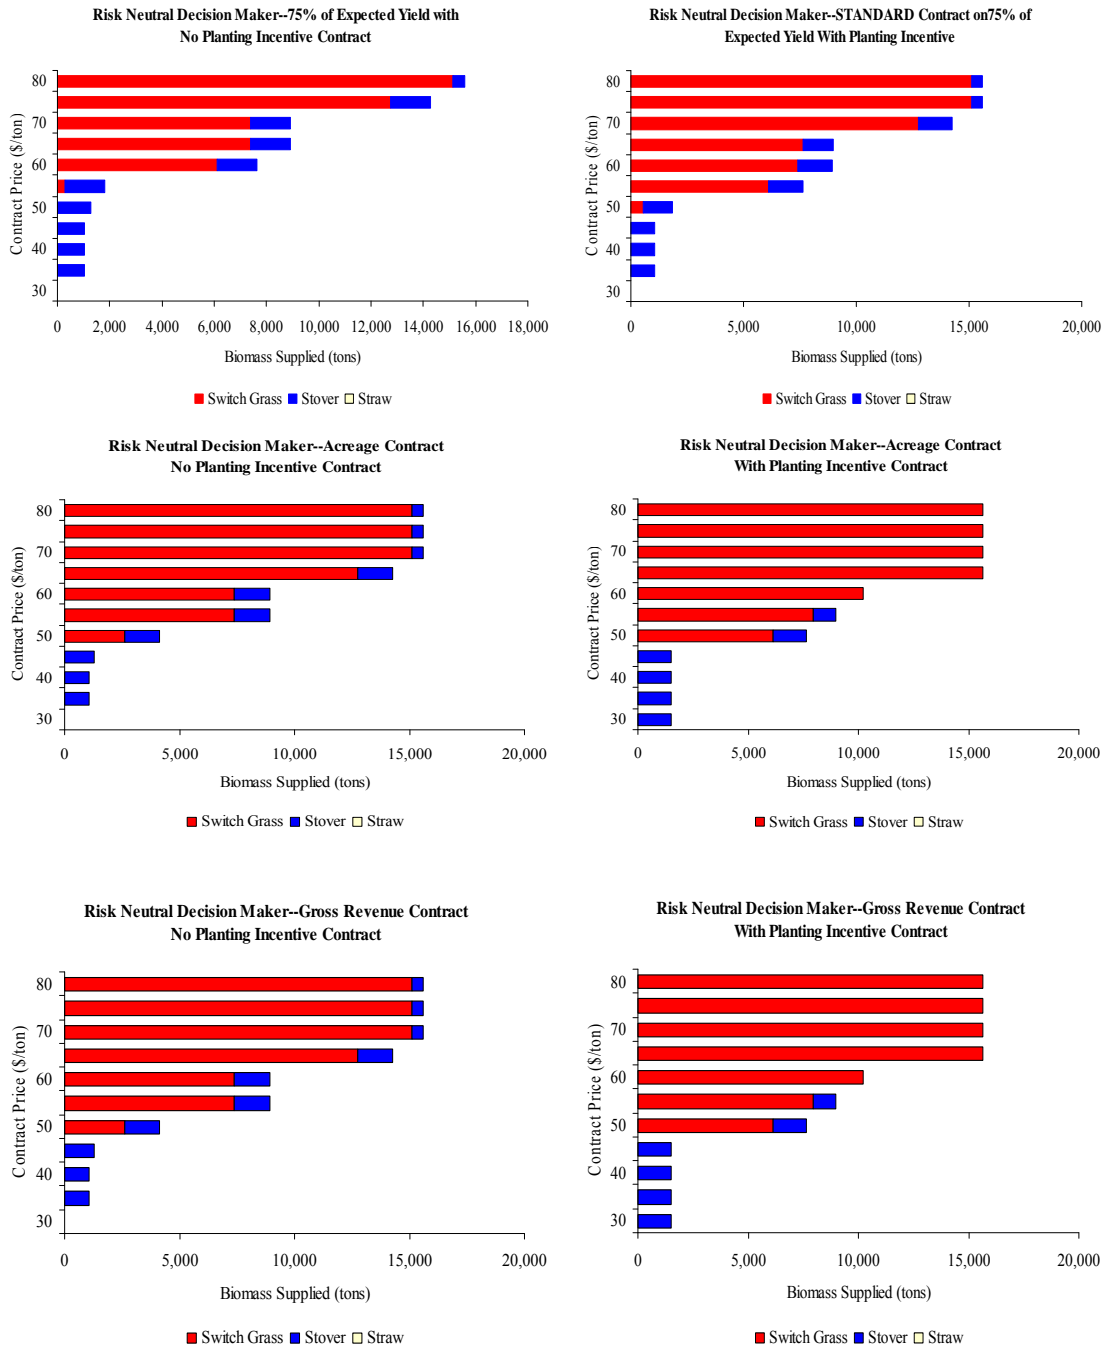 Risk Neutral Decision Maker--75% of Expected Yield with
No Planting Incentive Contract
Contract Price ($/ton)
80
70
60
50
40
30
0 2,000 4,000 6,000 8,000 10,000 12,000 14,000 16,000 18,000
Biomass Supplied (tons)
Switch Grass Stover Straw
Risk Neutral Decision Maker--STANDARD Contract on75% of
Expected Yield With Planting Incentive
Contract Price ($/ton)
80
70
60
50
40
30
0 5,000 10,000 15,000 20,000
Biomass Supplied (tons)
Switch Grass Stover Straw
Risk Neutral Decision Maker--Acreage Contract
No Planting Incentive Contract
Contract Price ($/ton)
80
70
60
50
40
30
0 5,000 10,000 15,000 20,000
Biomass Supplied (tons)
Switch Grass Stover Straw
Risk Neutral Decision Maker--Acreage Contract
With Planting Incentive Contract
Contract Price ($/ton)
80
70
60
50
40
30
0 5,000 10,000 15,000 20,000
Biomass Supplied (tons)
Switch Grass Stover Straw
Risk Neutral Decision Maker--Gross Revenue Contract
No Planting Incentive Contract
Contract Price ($/ton)
80
70
60
50
40
30
0 5,000 10,000 15,000 20,000
Biomass Supplied (tons)
Switch Grass Stover Straw
Risk Neutral Decision Maker--Gross Revenue Contract
With Planting Incentive Contract
Contract Price ($/ton)
80
70
60
50
40
30
0 5,000 10,000 15,000 20,000
Biomass Supplied (tons)
Switch Grass Stover Straw